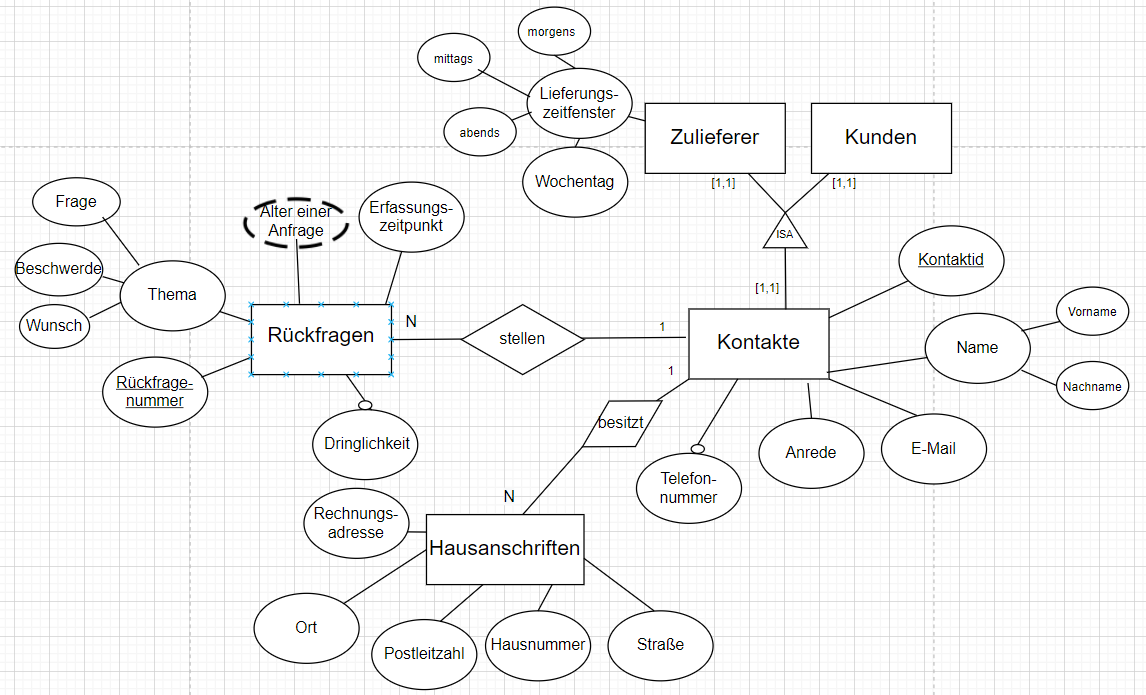 morgens
mittags
Lieferungs-
zeitfenster
abends
Wochentag
Zulieferer
Kunden
[1,1]
[1,1]
ISA
[1,1]
Frage
Alter einer
Anfrage
Erfassungs-
zeitpunkt
Beschwerde
Thema
Wunsch
Rückfragen
N
stellen
1
1
Kontakte
Kontaktid
Vorname
Name
Nachname
Rückfrage-
nummer
Dringlichkeit
besitzt
N
Telefon-
nummer
Anrede
E-Mail
Rechnungs-
adresse
Hausanschriften
Ort
Postleitzahl
Hausnummer
Straße